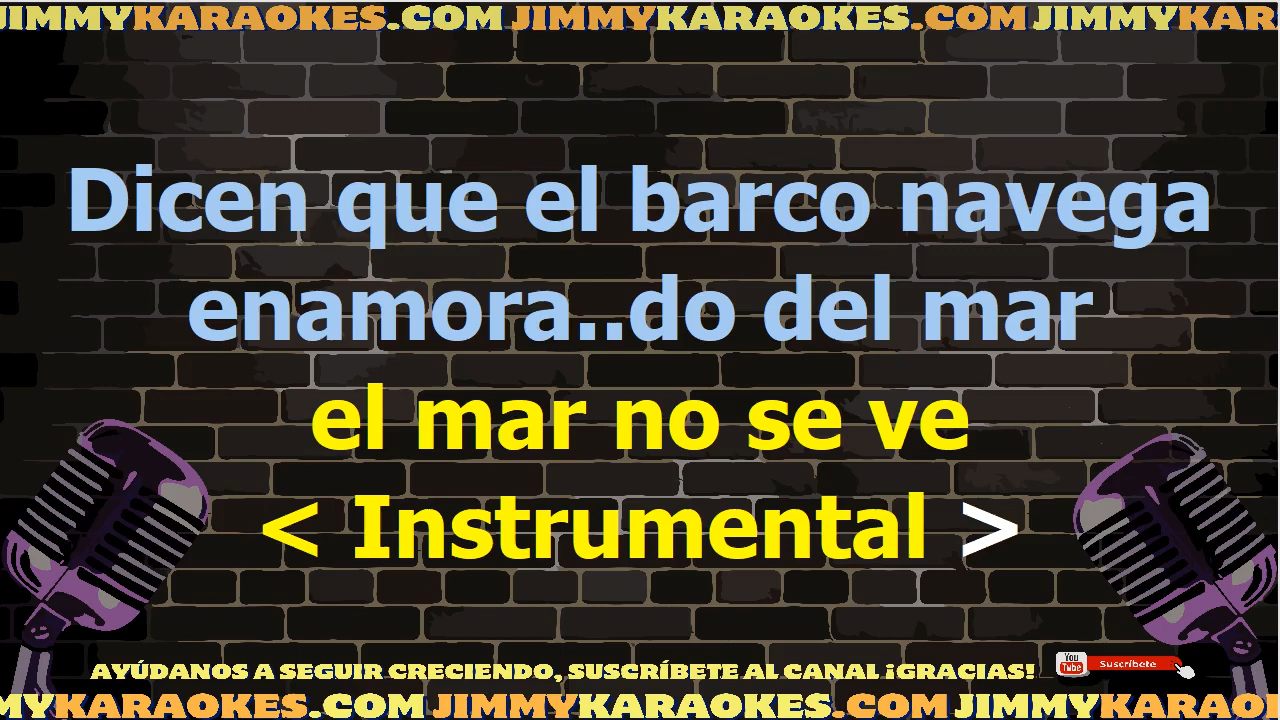 JIMMYKARAOKES.COM JIMMYKARAOKES.COM JIMMYKAR
Dicen que el barco navega
enamora..do del mar
el mar no se ve
< Instrumental >
AYÚDANOS A SEGUIR CRECIENDO, SUSCRÍBETE AL CANAL ¡GRACIAS!
You Tube Suscríbete
MYKARAOKES.COM JIMMYKARAOKES.COM JIMMYKARAO